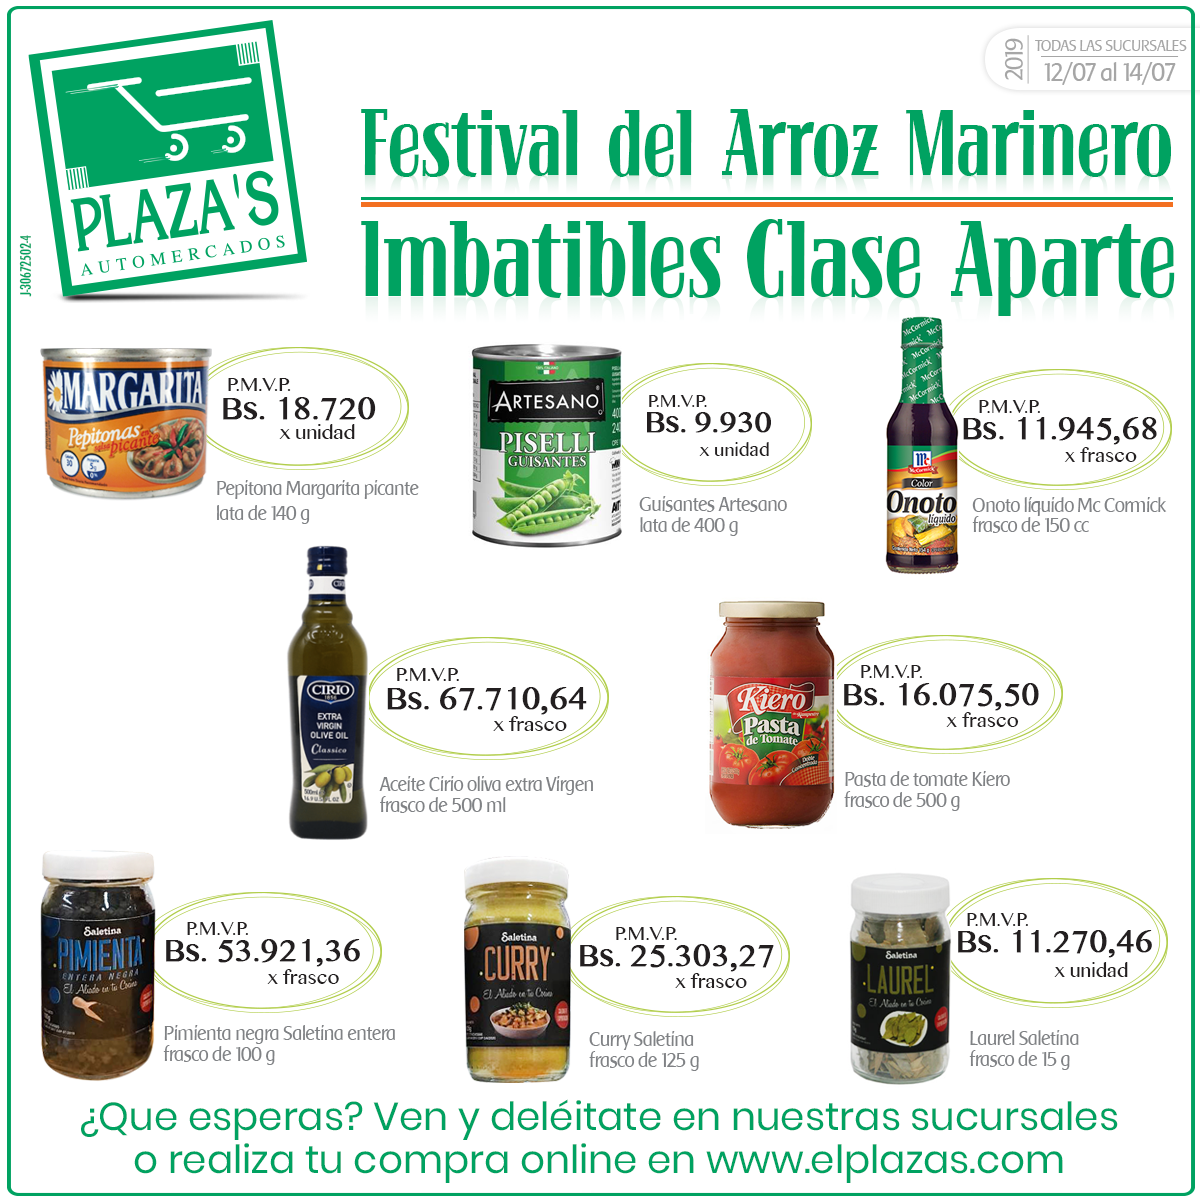 2019
TODAS LAS SUCURSALES
12/07 al 14/07
PLAZA'S
AUTOMERCADOS
J-30672502-4
Festival del Arroz Marinero
Imbatibles Clase Aparte
MARGARITA
Pepitonas
picante
P.M.V.P.
Bs. 18.720
x unidad
Pepitona Margarita picante
lata de 140 g
ARTESANO
PISELLI
GUISANTES
P.M.V.P.
Bs. 9.930
x unidad
Guisantes Artesano
lata de 400 g
McCormick
Mc
McCormick
Color
Onoto
líquido
P.M.V.P.
Bs. 11.945,68
x frasco
Onoto líquido Mc Cormick
frasco de 150 cc
CIRIO
1856
EXTRA
VIRGIN
OLIVE OIL
Classico
500ml
P.M.V.P.
Bs. 67.710,64
x frasco
Aceite Cirio oliva extra Virgen
frasco de 500 ml
Kiero
Pasta
de Tomate
Doble
Concentrado
P.M.V.P.
Bs. 16.075,50
x frasco
Pasta de tomate Kiero
frasco de 500 g
Saletina
PIMIENTA
ENTERA NEGRA
El Aliado en tu Cocina
P.M.V.P.
Bs. 53.921,36
x frasco
Pimienta negra Saletina entera
frasco de 100 g
Saletina
CURRY
El Aliado en tu Cocina
P.M.V.P.
Bs. 25.303,27
x frasco
Curry Saletina
frasco de 125 g
Saletina
LAUREL
El Aliado en tu Cocina
P.M.V.P.
Bs. 11.270,46
x unidad
Laurel Saletina
frasco de 15 g
¿Que esperas? Ven y deléitate en nuestras sucursales
o realiza tu compra online en www.elplazas.com